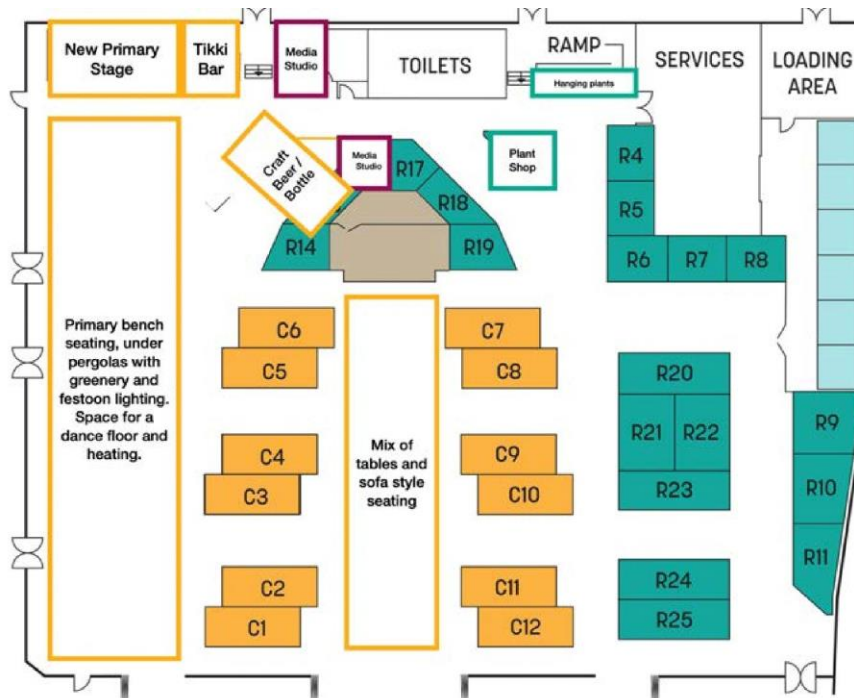 New Primary
Stage
Tikki
Bar
Media
Studio
TOILETS
RAMP
Hanging plants
SERVICES
LOADING
AREA
Craft
Beer /
Bottle
Media
Studio
R17
R18
R14
R19
Plant
Shop
R4
R5
R6
R7
R8
Primary bench
seating, under
pergolas with
greenery and
festoon lighting.
Space for a
dance floor and
heating.
C6
C5
C4
C3
C2
C1
Mix of
tables and
sofa style
seating
C7
C8
C9
C10
C11
C12
R20
R21
R22
R23
R24
R25
R9
R10
R11